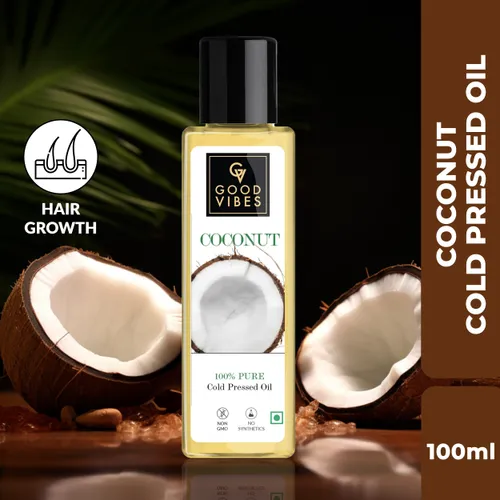 HAIR
GROWTH
GV
GOOD
VIBES
COCONUT
100% PURE
Cold Pressed Oil
NON
GMO
NO
SYNTHETICS
COCONUT
COLD PRESSED OIL
100ml